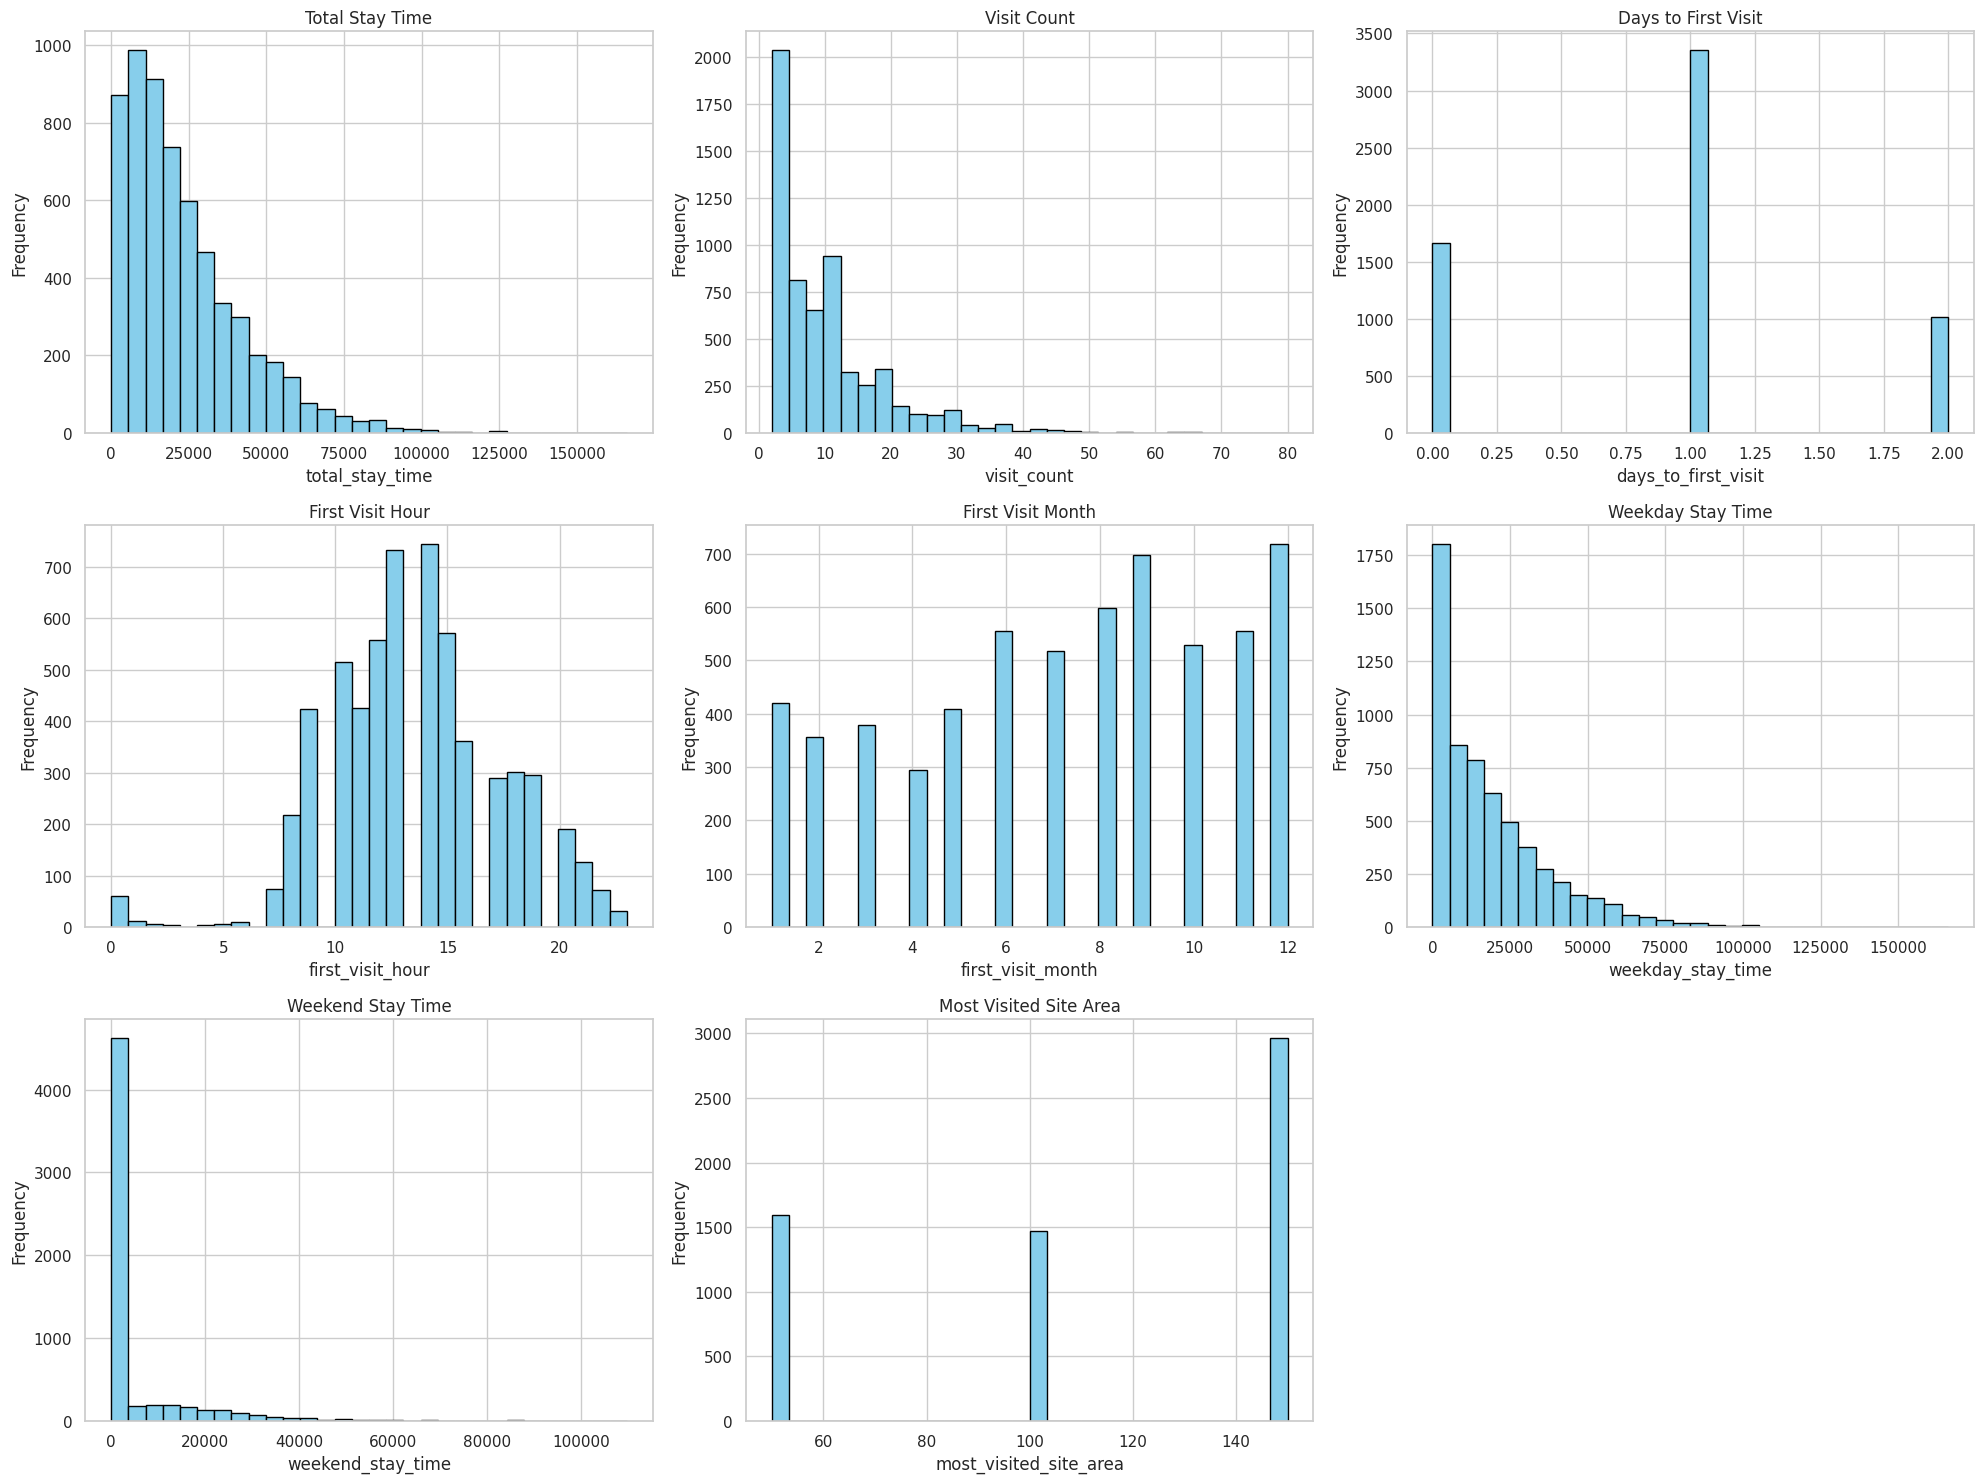 Total Stay Time
1000
800
600
400
200
0
Frequency
0 25000 50000 75000 100000 125000 150000
total_stay_time
Visit Count
2000
1750
1500
1250
1000
750
500
250
0
Frequency
0 10 20 30 40 50 60 70 80
visit_count
Days to First Visit
3500
3000
2500
2000
1500
1000
500
0
Frequency
0.00 0.25 0.50 0.75 1.00 1.25 1.50 1.75 2.00
days_to_first_visit
First Visit Hour
700
600
500
400
300
200
100
0
Frequency
0 5 10 15 20
first_visit_hour
First Visit Month
700
600
500
400
300
200
100
0
Frequency
2 4 6 8 10 12
first_visit_month
Weekday Stay Time
1750
1500
1250
1000
750
500
250
0
Frequency
0 25000 50000 75000 100000 125000 150000
weekday_stay_time
Weekend Stay Time
4000
3000
2000
1000
0
Frequency
0 20000 40000 60000 80000 100000
weekend_stay_time
Most Visited Site Area
3000
2500
2000
1500
1000
500
0
Frequency
60 80 100 120 140
most_visited_site_area